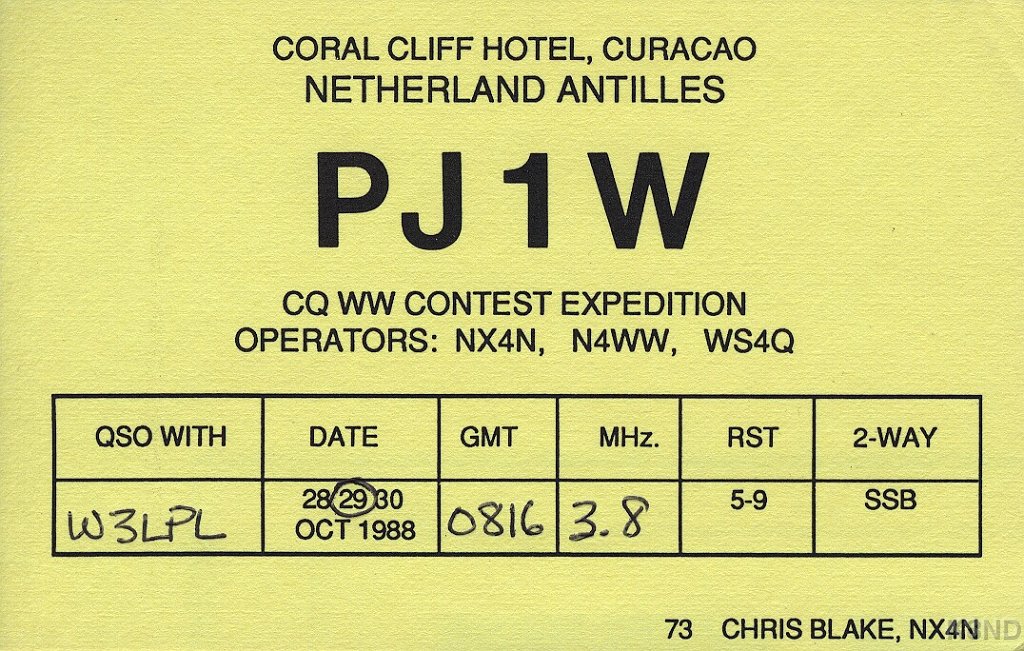 CORAL CLIFF HOTEL, CURACAO
NETHERLAND ANTILLES
PJ1W
CQ WW CONTEST EXPEDITION
OPERATORS: NX4N, N4WW, WS4Q
QSO WITH DATE GMT MHz. RST 2-WAY
W3LPL 28 29 30 OCT 1988 0816 3.8 5-9 SSB
73 CHRIS BLAKE, NX4N